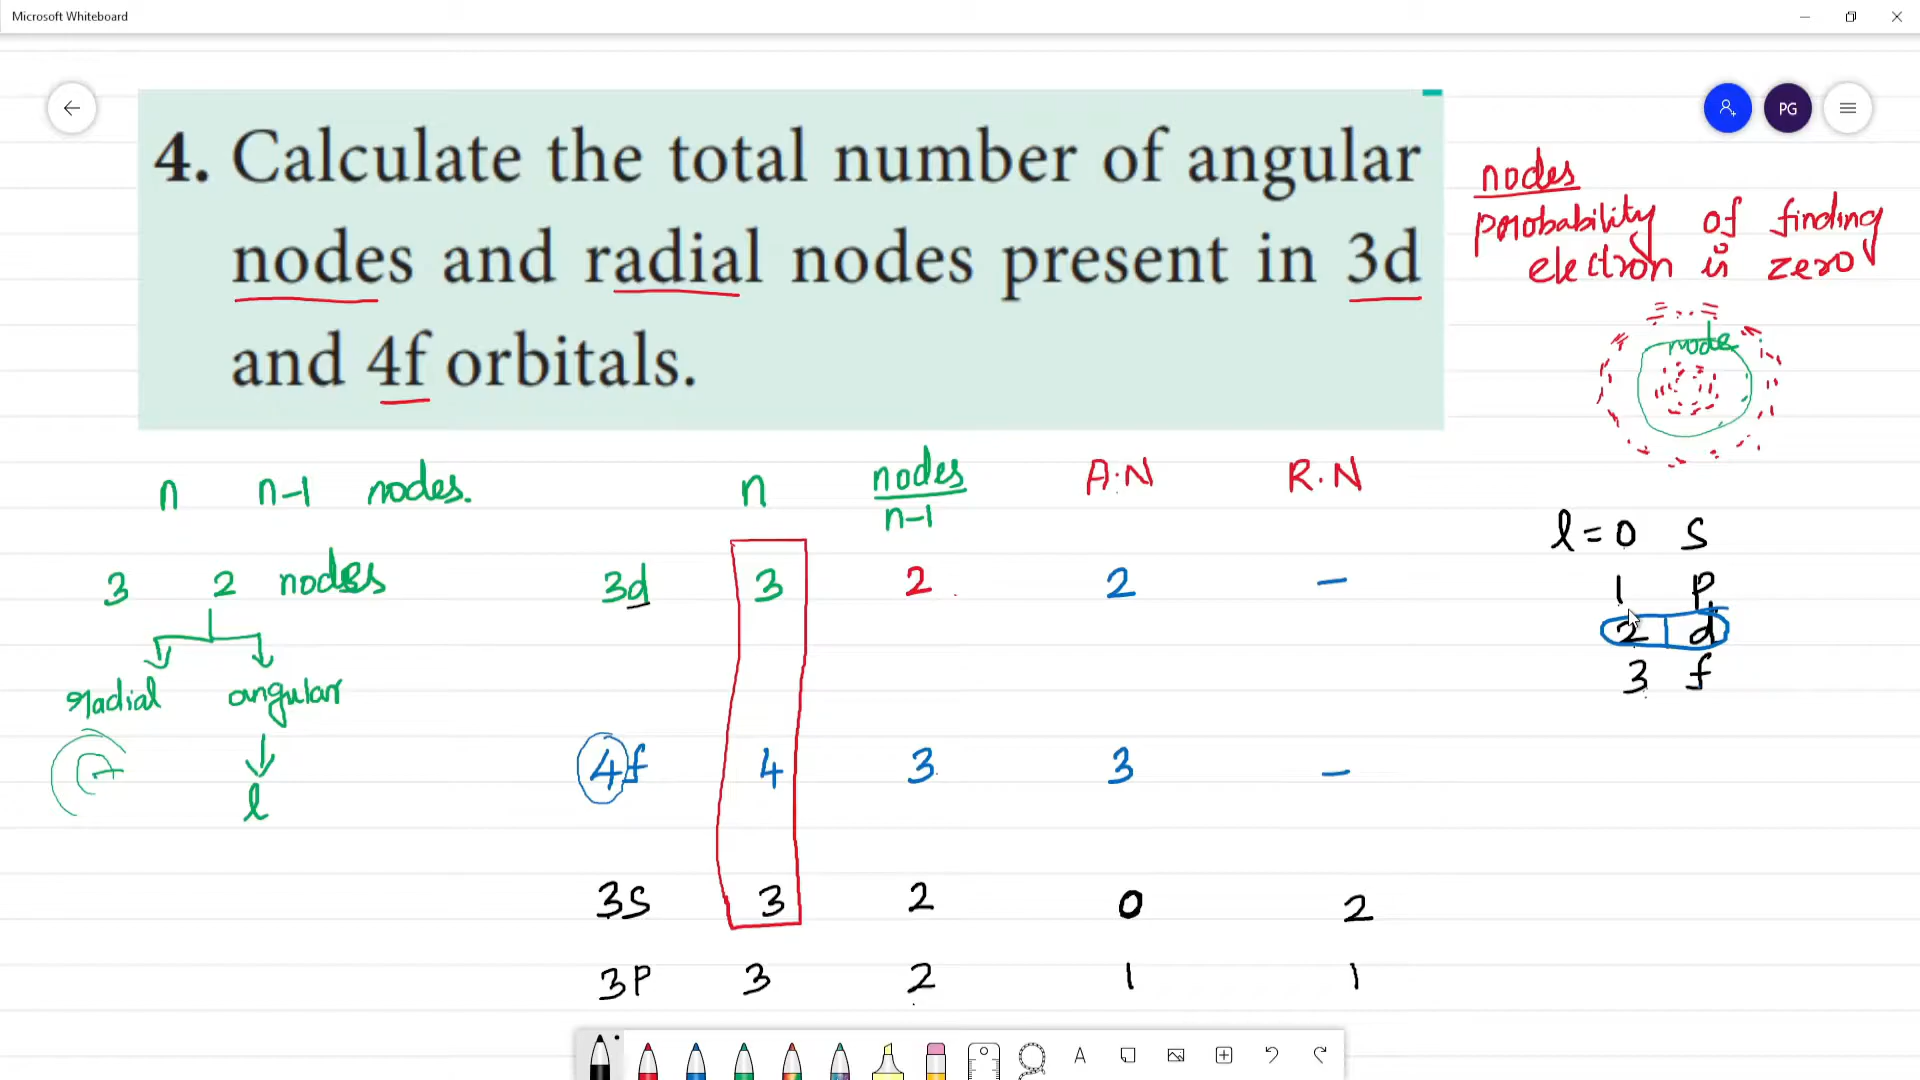 Microsoft Whiteboard
PG
4. Calculate the total number of angular
nodes and radial nodes present in 3d
and 4f orbitals.
nodes
probability of finding
electron is zero
node
n n-1 nodes.
3 2 nodes
radial angular
l
n nodes A.N R.N
n-1
3d 3 2 2 -
4f 4 3 3 -
3S 3 2 0 2
3P 3 2 1 1
l = 0 S
1 P
2 d
3 f
A